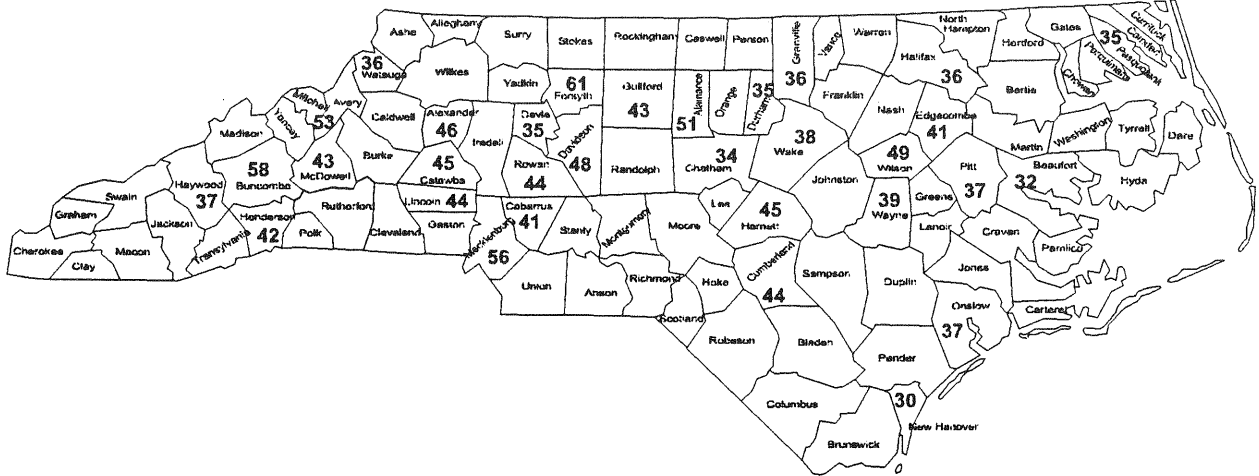 Ashe
Alleghany
Surry
Stokes
Rockingham
Caswell
Person
Granville
36
Vance
Warren
North
Hampton
Gates
Currituck
Camden
Pasquotank
35
Perquimans
Chowan
Hertford
Halifax
36
Bertie
36
Watauga
Wilkes
Yadkin
61
Forsyth
Guilford
43
Alamance
51
Orange
35
Durham
Franklin
Nash
Edgecombe
41
Martin
Washington
Tyrrell
Dare
Mitchell
53
Avery
Yancey
Madison
Caldwell
Alexander
46
Iredell
Davie
35
Davidson
48
Randolph
34
Chatham
38
Wake
Johnston
49
Wilson
Pitt
37
Beaufort
32
Hyde
58
Buncombe
43
McDowell
Burke
45
Catawba
Rowan
44
Haywood
37
Swain
Graham
Jackson
Cherokee
Clay
Macon
Transylvania
Henderson
42
Polk
Rutherford
Cleveland
Lincoln 44
Gaston
Mecklenburg
56
Cabarrus
41
Stanly
Montgomery
Moore
Lee
45
Harnett
39
Wayne
Greene
Lenoir
Craven
Pamlico
Jones
Union
Anson
Richmond
Hoke
Scotland
Cumberland
44
Sampson
Duplin
Onslow
37
Carteret
Robeson
Bladen
Pender
Columbus
30
New Hanover
Brunswick